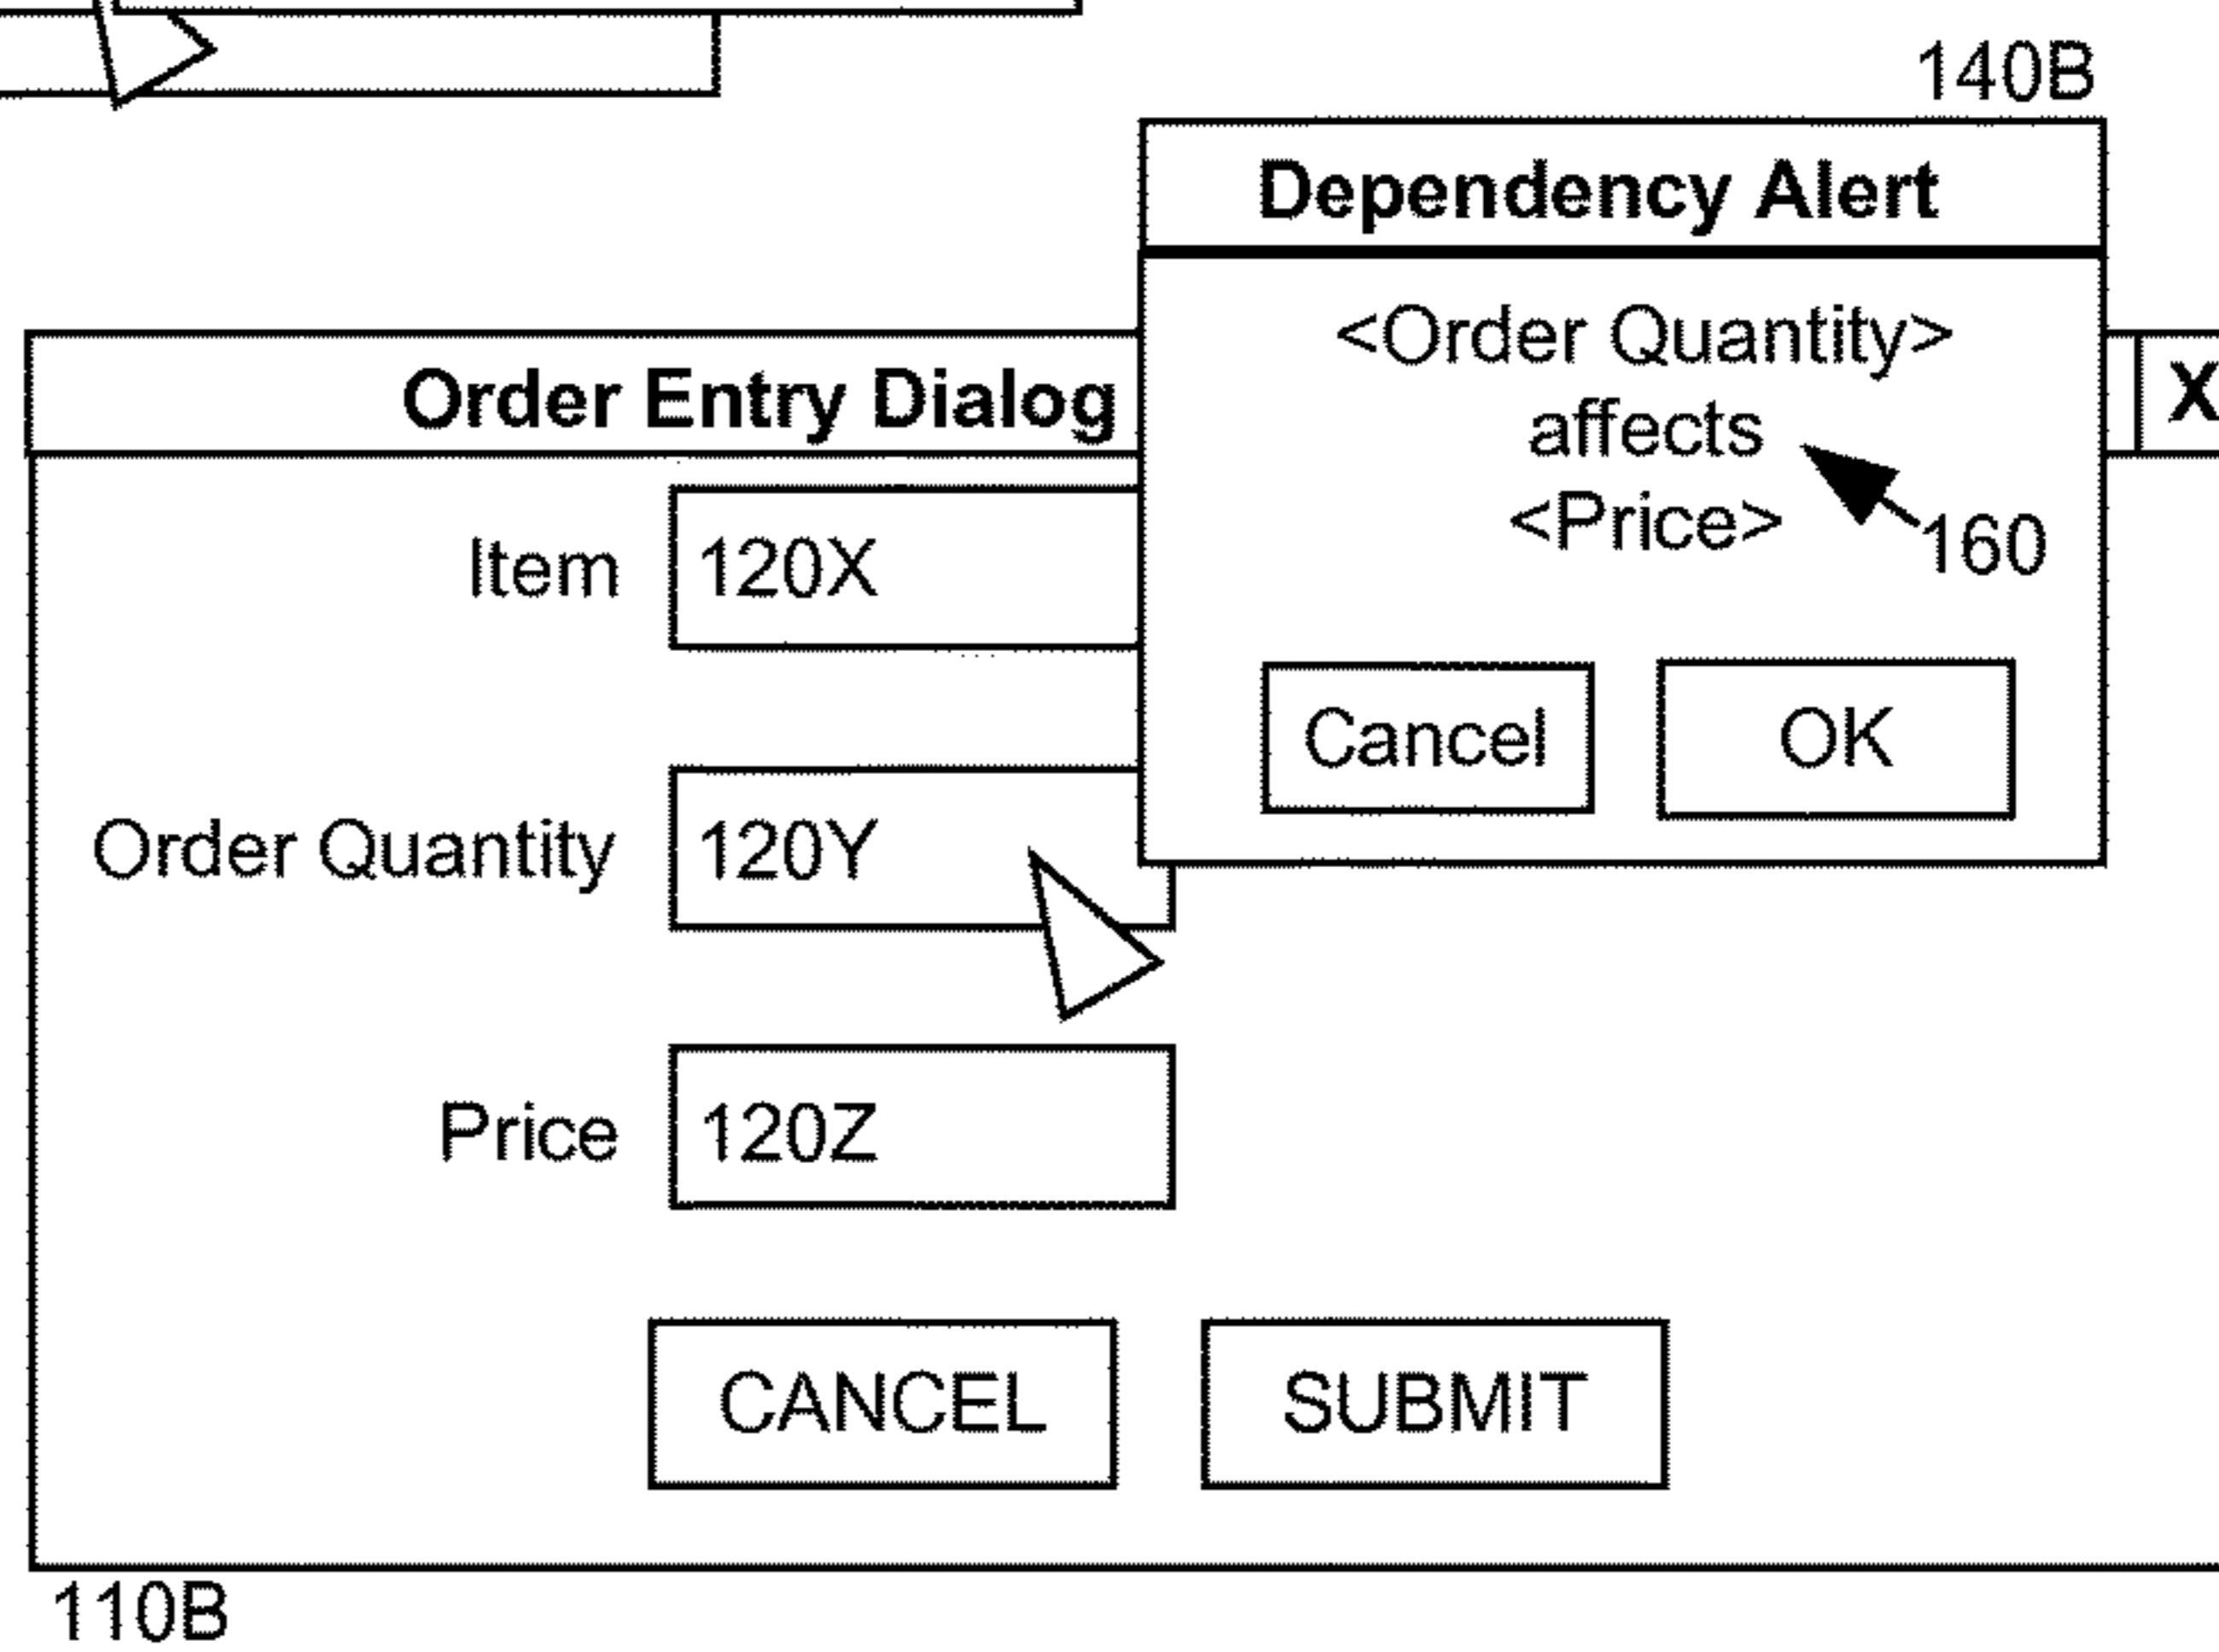 140B
Dependency Alert
<Order Quantity>
affects
<Price>
160
Cancel OK
Order Entry Dialog X
Item 120X
Order Quantity 120Y
Price 120Z
CANCEL SUBMIT
110B